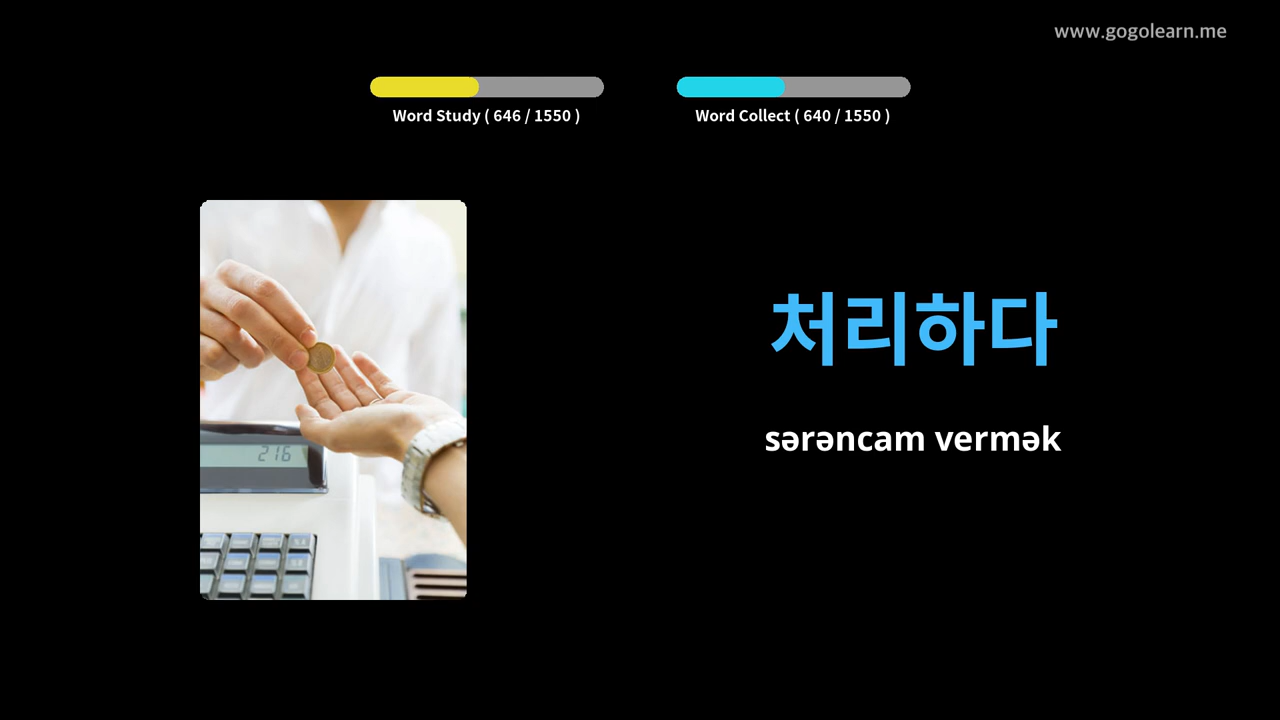 www.gogolearn.me
Word Study ( 646 / 1550 )
Word Collect ( 640 / 1550 )
처리하다
sərəncam vermək
216